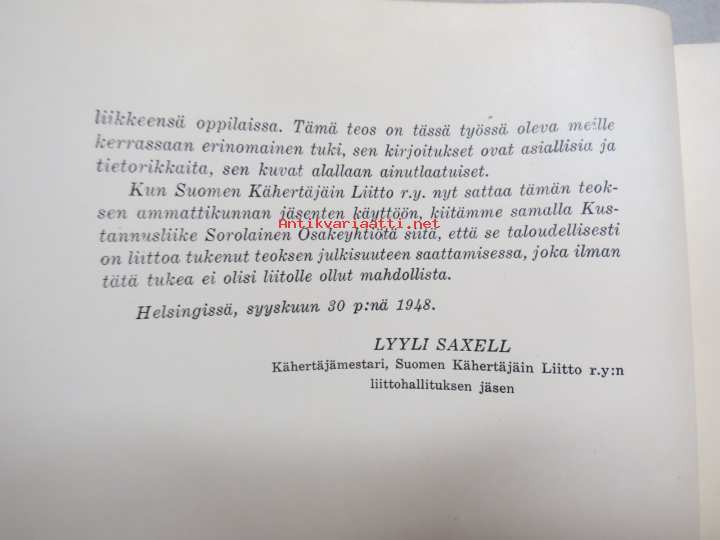 liikkeensä oppilaissa. Tämä teos on tässä työssä oleva meille
kerrassaan erinomainen tuki, sen kirjoitukset ovat asiallisia ja
tietorikkaita, sen kuvat alallaan ainutlaatuiset.
Kun Suomen Kähertäjäin Liitto r.y. nyt sattaa tämän teok-
sen ammattikunnan jäsenten käyttöön, kiitämme samalla Kus-
Antikvariaatti.net
tannusliike Sorolainen Osakeyhtiötä siitä, että se taloudellisesti
on liittoa tukenut teoksen julkisuuteen saattamisessa, joka ilman
tätä tukea ei olisi liitolle ollut mahdollista.
Helsingissä, syyskuun 30 p:nä 1948.
LYYLI SAXELL
Kähertäjämestari, Suomen Kähertäjäin Liitto r.y:n
liittohallituksen jäsen